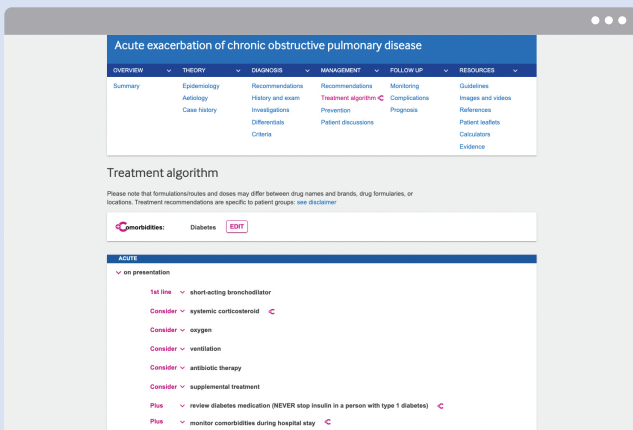 Acute exacerbation of chronic obstructive pulmonary disease
OVERVIEW THEORY DIAGNOSIS MANAGEMENT FOLLOW UP RESOURCES
Summary Epidemiology Recommendations Recommendations Monitoring Guidelines
Aetiology History and exam Treatment algorithm Complications Images and videos
Case history Investigations Prevention Prognosis References
Differentials Patient discussions Patient leaflets
Criteria Calculators
Evidence
Treatment algorithm
Please note that formulations/routes and doses may differ between drug names and brands, drug formularies, or
locations. Treatment recommendations are specific to patient groups: see disclaimer
Comorbidities: Diabetes EDIT
ACUTE
on presentation
1st line short-acting bronchodilator
Consider systemic corticosteroid
Consider oxygen
Consider ventilation
Consider antibiotic therapy
Consider supplemental treatment
Plus review diabetes medication (NEVER stop insulin in a person with type 1 diabetes)
Plus monitor comorbidities during hospital stay